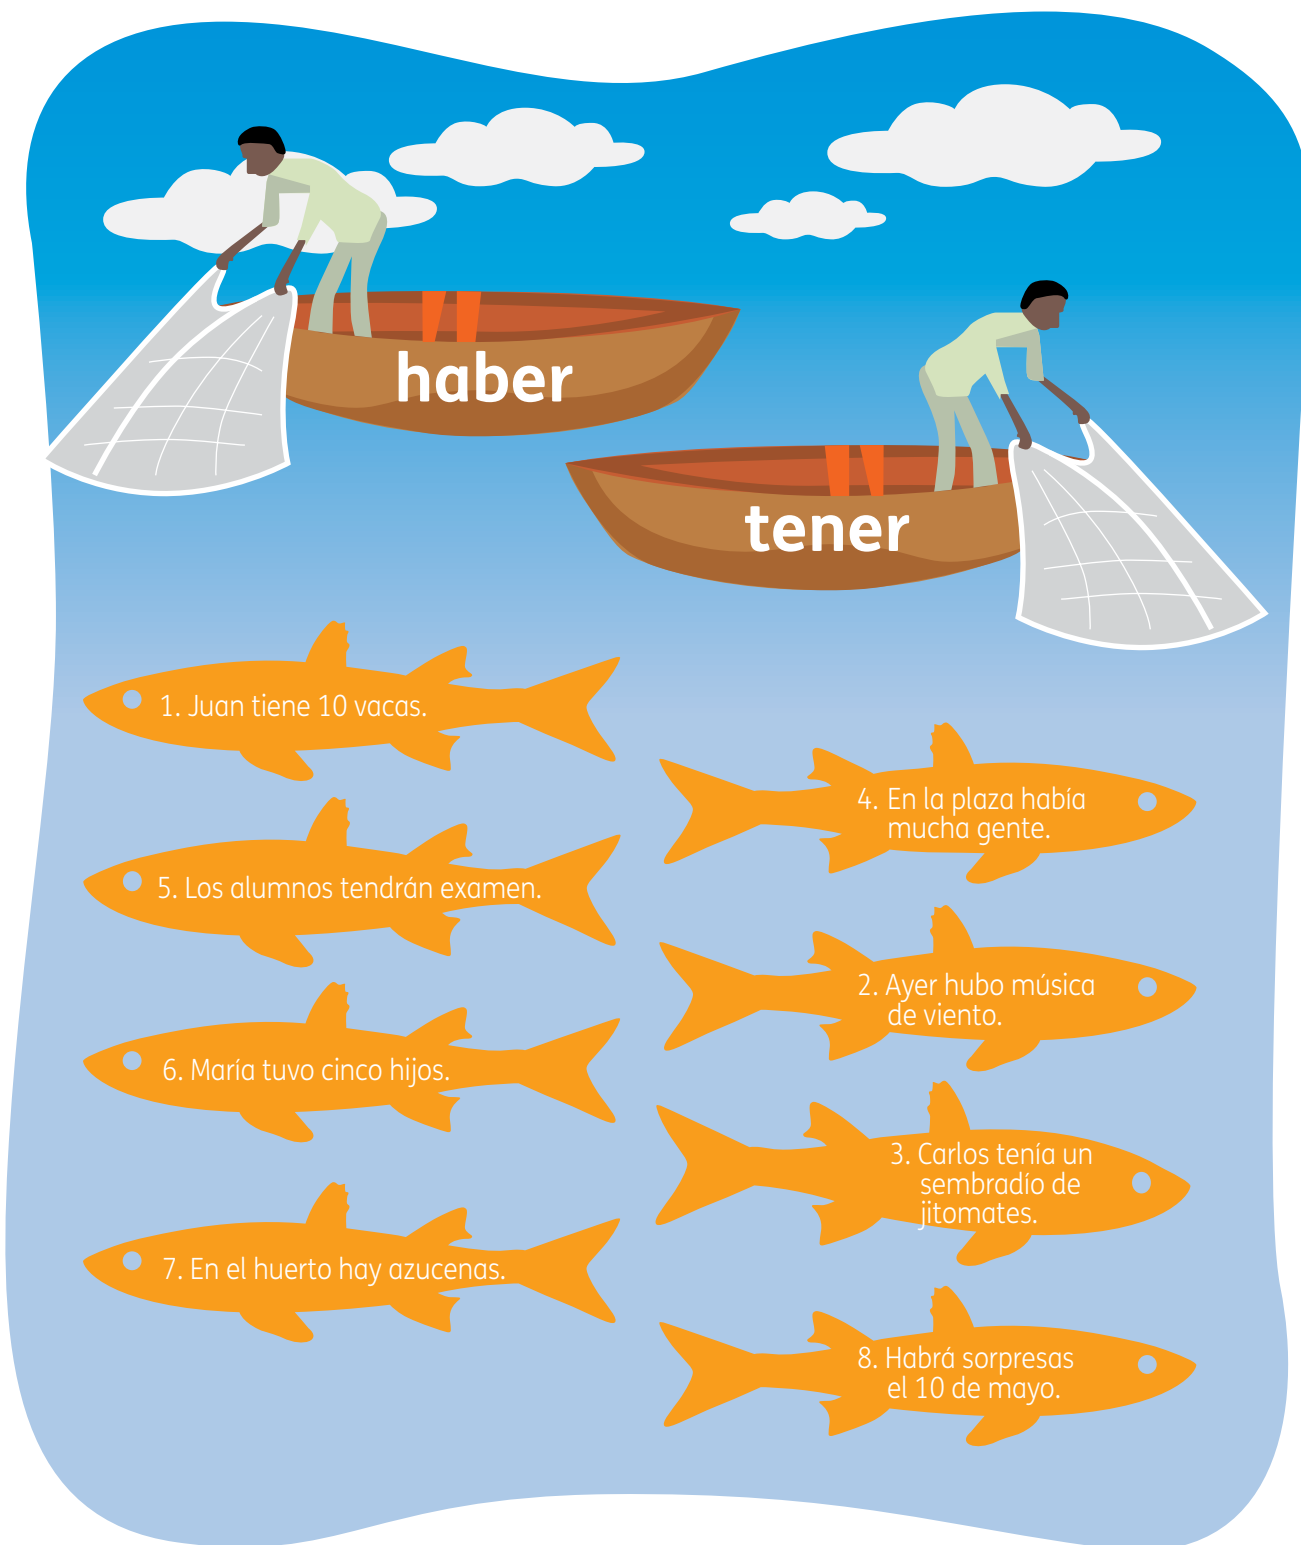 haber
tener
1. Juan tiene 10 vacas.
4. En la plaza había
mucha gente.
5. Los alumnos tendrán examen.
2. Ayer hubo música
de viento.
6. María tuvo cinco hijos.
3. Carlos tenía un
sembradío de
jitomates.
7. En el huerto hay azucenas.
8. Habrá sorpresas
el 10 de mayo.